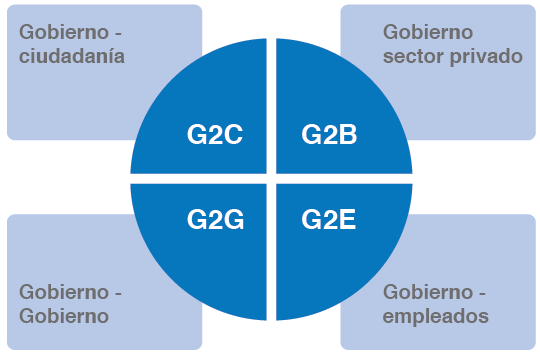 Gobierno -
ciudadanía
Gobierno
sector privado
G2C
G2B
G2G
G2E
Gobierno -
Gobierno
Gobierno -
empleados